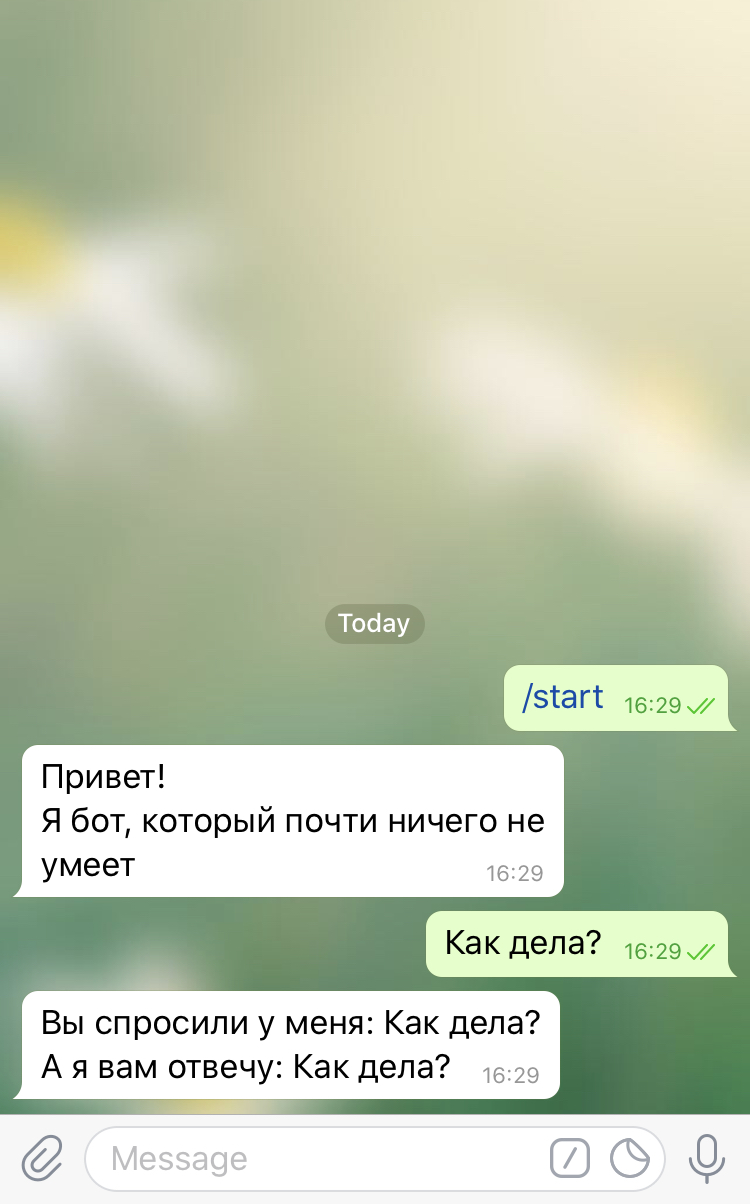 Today
/start 16:29
Привет!
Я бот, который почти ничего не
умеет 16:29
Как дела? 16:29
Вы спросили у меня: Как дела?
А я вам отвечу: Как дела? 16:29
Message